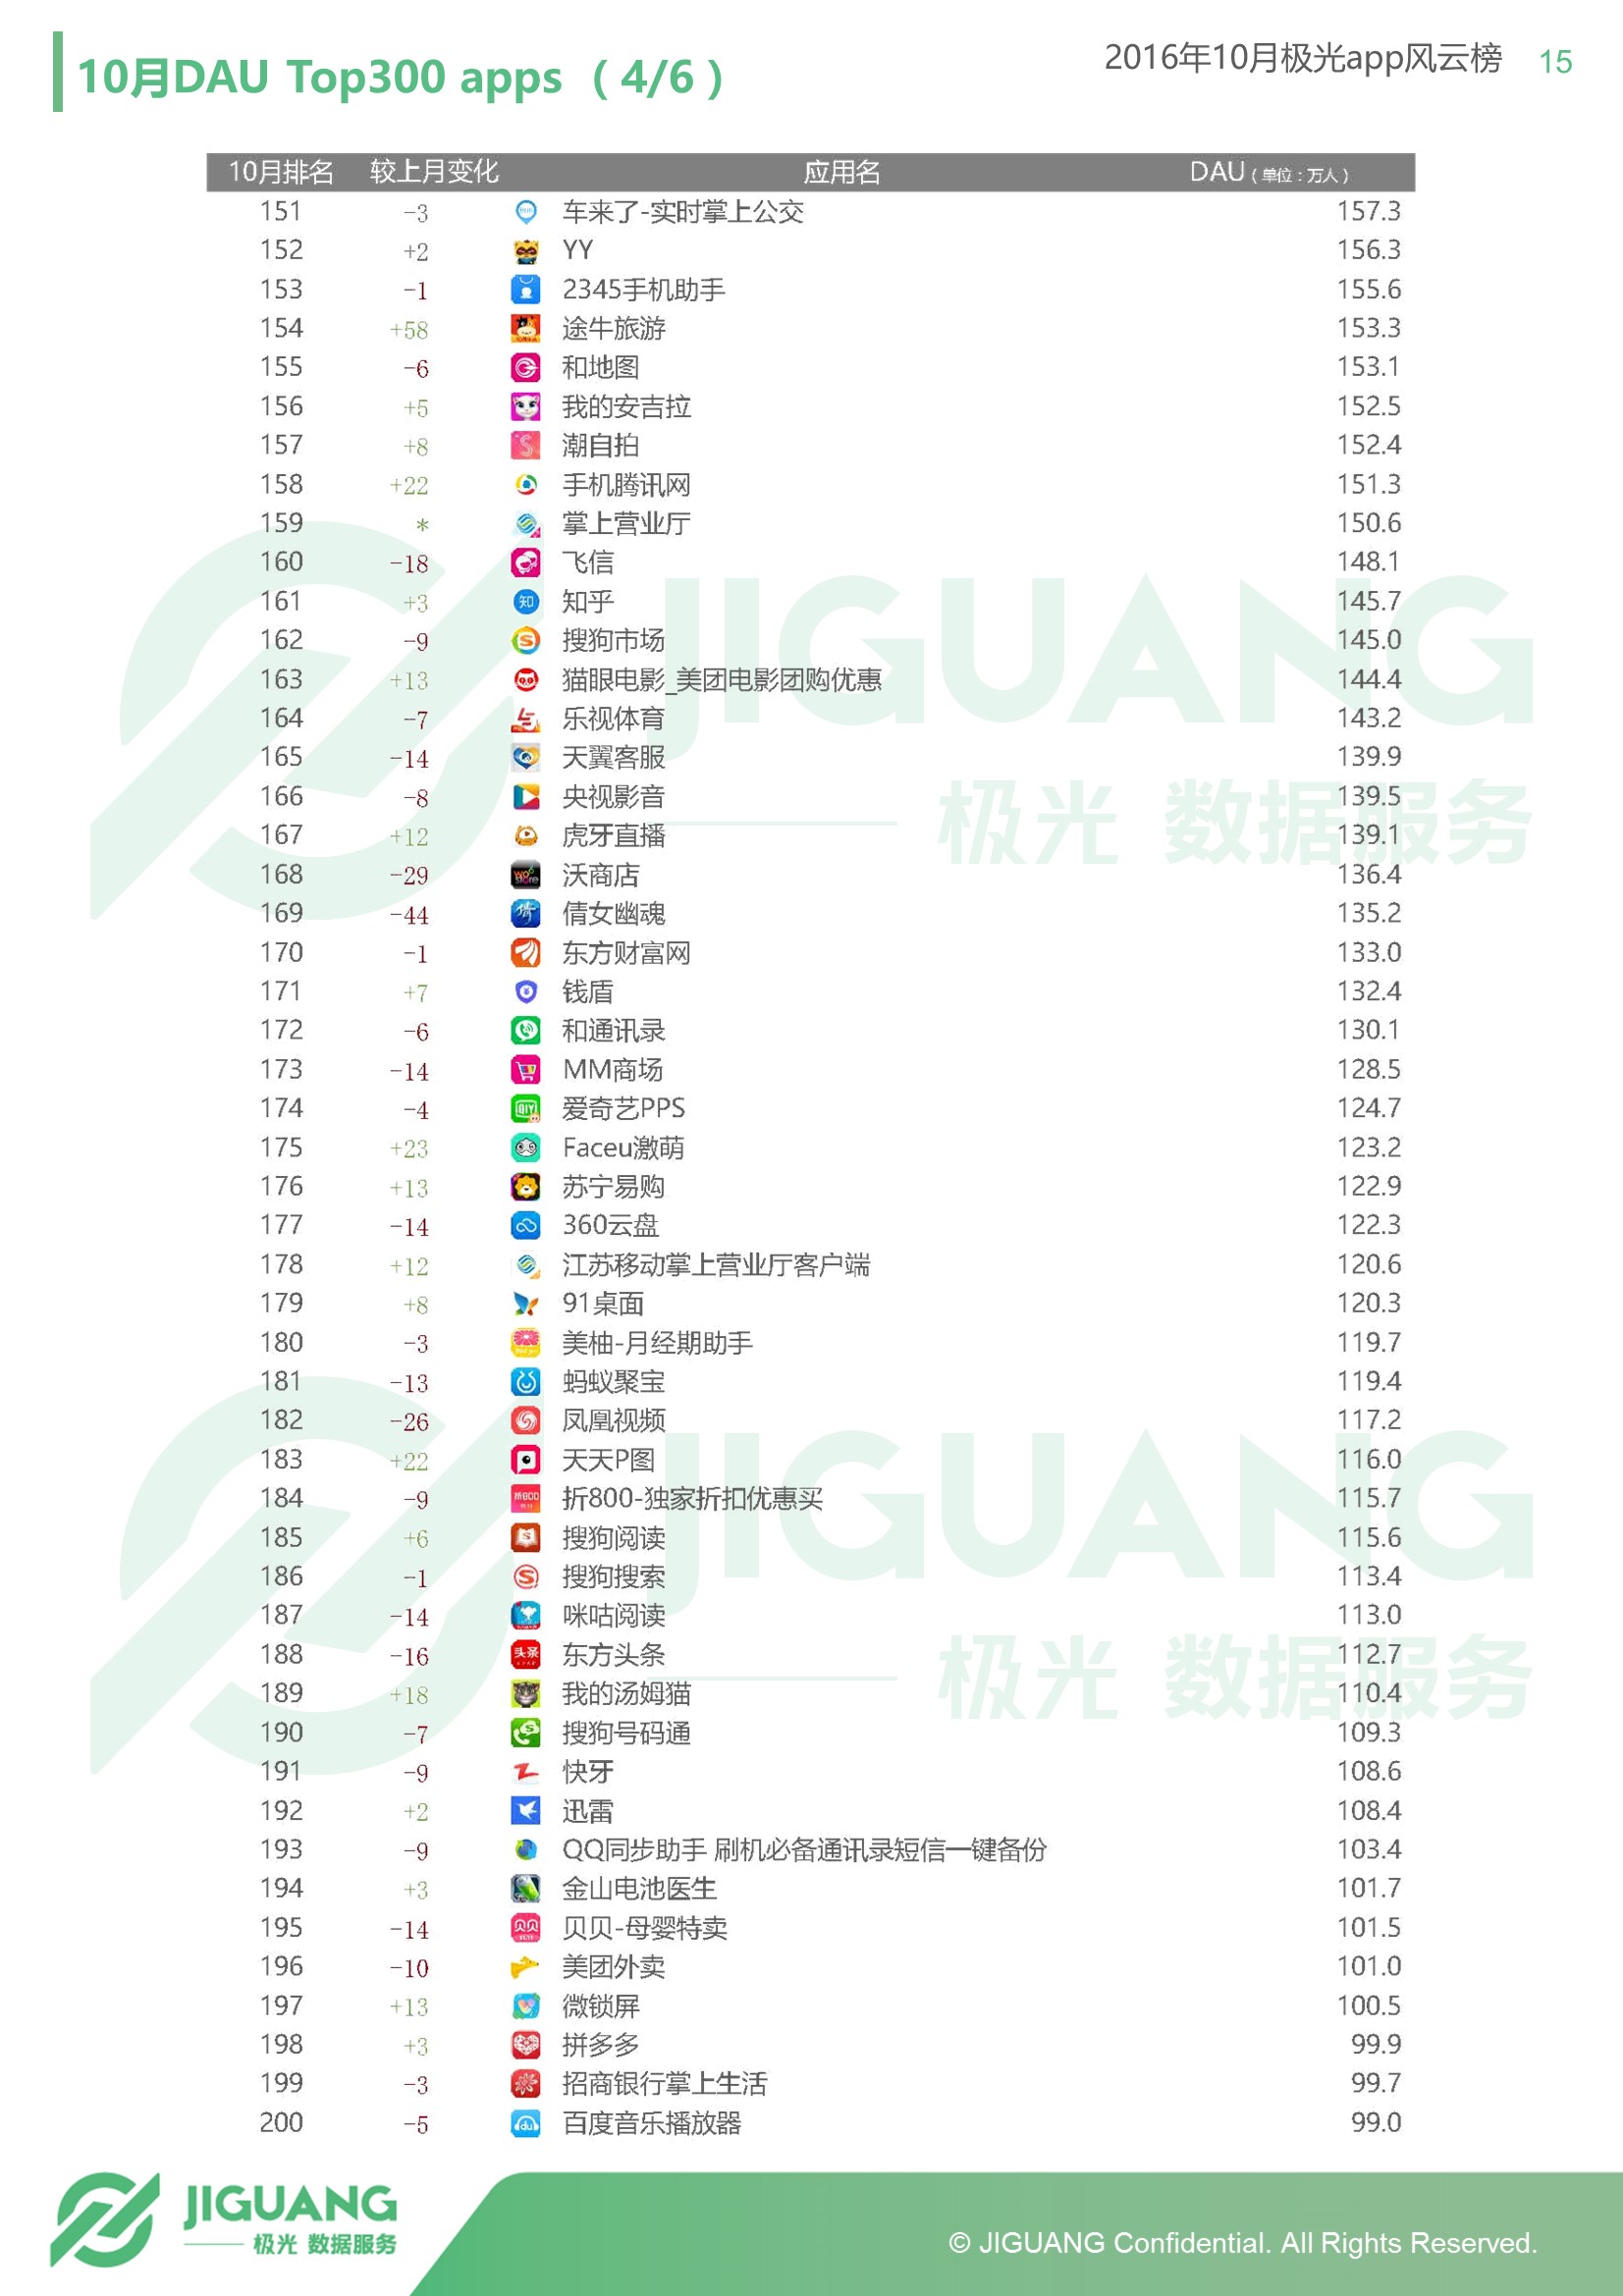 10月DAU Top300 apps （4/6）
2016年10月极光app风云榜 15
10月排名 较上月变化 应用名 DAU（单位：万人）
151 -3 车来了-实时掌上公交 157.3
152 +2 YY 156.3
153 -1 2345手机助手 155.6
154 +58 途牛旅游 153.3
155 -6 和地图 153.1
156 +5 我的安吉拉 152.5
157 +8 潮自拍 152.4
158 +22 手机腾讯网 151.3
159 * 掌上营业厅 150.6
160 -18 飞信 148.1
161 +3 知乎 145.7
162 -9 搜狗市场 145.0
163 +13 猫眼电影_美团电影团购优惠 144.4
164 -7 乐视体育 143.2
165 -14 天翼客服 139.9
166 -8 央视影音 139.5
167 +12 虎牙直播 139.1
168 -29 沃商店 136.4
169 -44 倩女幽魂 135.2
170 -1 东方财富网 133.0
171 +7 钱盾 132.4
172 -6 和通讯录 130.1
173 -14 MM商场 128.5
174 -4 爱奇艺PPS 124.7
175 +23 Faceu激萌 123.2
176 +13 苏宁易购 122.9
177 -14 360云盘 122.3
178 +12 江苏移动掌上营业厅客户端 120.6
179 +8 91桌面 120.3
180 -3 美柚-月经期助手 119.7
181 -13 蚂蚁聚宝 119.4
182 -26 凤凰视频 117.2
183 +22 天天P图 116.0
184 -9 折800-独家折扣优惠买 115.7
185 +6 搜狗阅读 115.6
186 -1 搜狗搜索 113.4
187 -14 咪咕阅读 113.0
188 -16 东方头条 112.7
189 +18 我的汤姆猫 110.4
190 -7 搜狗号码通 109.3
191 -9 快牙 108.6
192 +2 迅雷 108.4
193 -9 QQ同步助手 刷机必备通讯录短信一键备份 103.4
194 +3 金山电池医生 101.7
195 -14 贝贝-母婴特卖 101.5
196 -10 美团外卖 101.0
197 +13 微锁屏 100.5
198 +3 拼多多 99.9
199 -3 招商银行掌上生活 99.7
200 -5 百度音乐播放器 99.0
JIGUANG
极光 数据服务
JIGUANG
极光 数据服务
JIGUANG
极光 数据服务
© JIGUANG Confidential. All Rights Reserved.